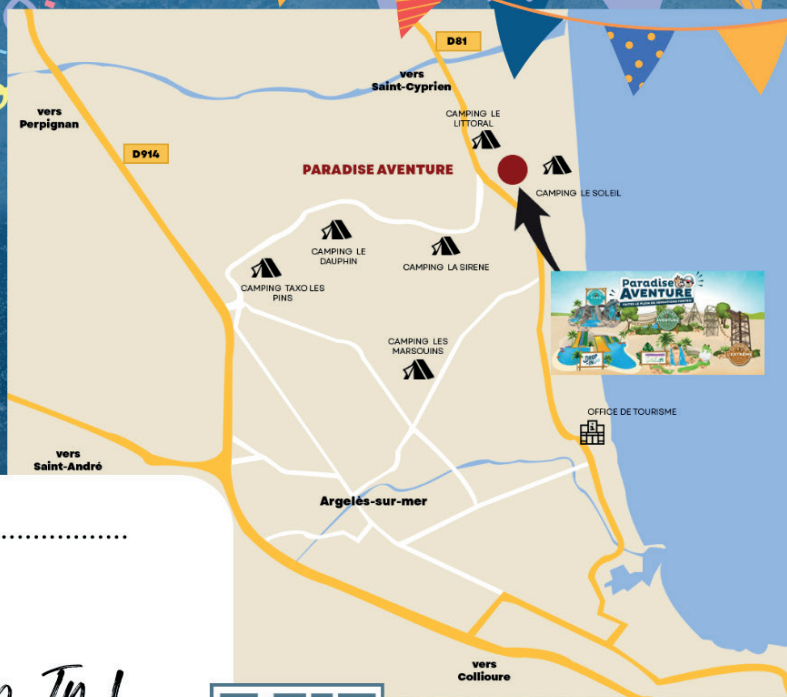 D81
vers
Saint-Cyprien
vers
Perpignan
CAMPING LE
LITTORAL
D914
PARADISE AVENTURE
CAMPING LE SOLEIL
CAMPING LE
DAUPHIN
CAMPING LA SIRENE
CAMPING TAXO LES
PINS
Paradise
AVENTURE
CAMPING LES
MARSOUINS
OFFICE DE TOURISME
vers
Saint-André
Argelès-sur-mer
In !
vers
Collioure